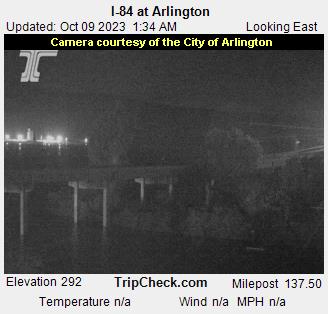 I-84 at Arlington
Updated: Oct 09 2023 1:34 AM Looking East
Camera courtesy of the City of Arlington
Elevation 292 TripCheck.com Milepost 137.50
Temperature n/a Wind n/a MPH n/a